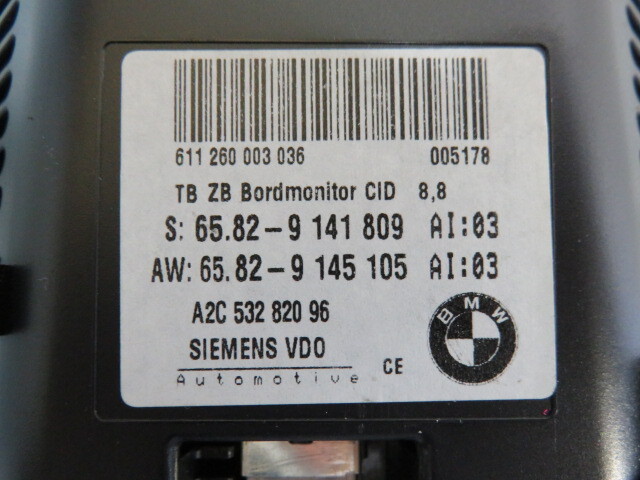 611 260 003 036 005178
TB ZB Bordmonitor CID 8,8
S: 65.82-9 141 809 AI:03
AW: 65.82-9 145 105 AI:03
A2C 532 820 96
BMW
SIEMENS VDO
Automotive CE